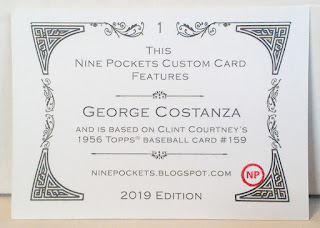 1
THIS
NINE POCKETS CUSTOM CARD
FEATURES
GEORGE COSTANZA
AND IS BASED ON CLINT COURTNEY'S
1956 TOPPS® BASEBALL CARD #159
NINEPOCKETS.BLOGSPOT.COM
NP
2019 EDITION